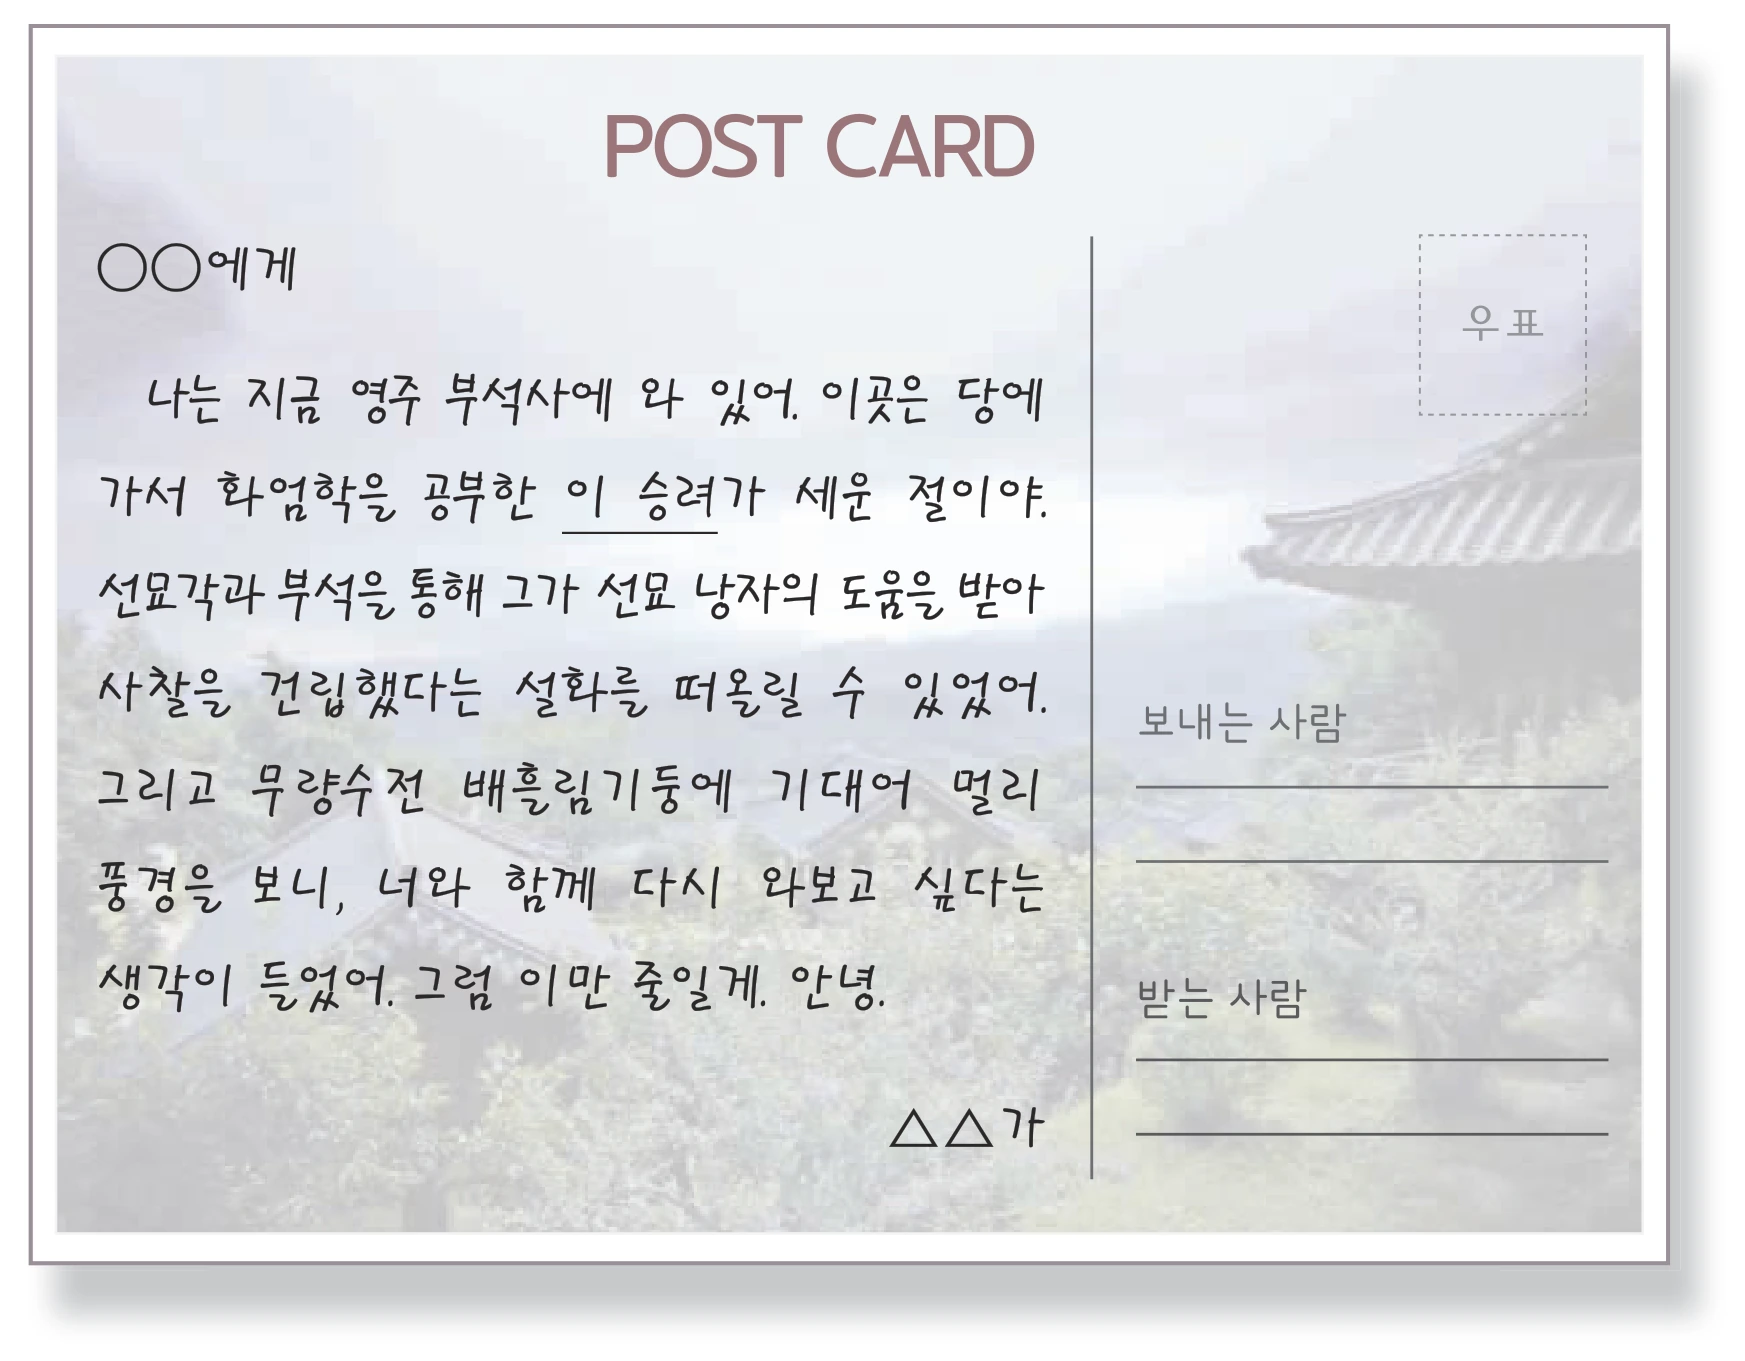 POST CARD
○○에게
나는 지금 영주 부석사에 와 있어. 이곳은 당에
가서 화엄학을 공부한 이 승려가 세운 절이야.
선묘각과 부석을 통해 그가 선묘 낭자의 도움을 받아
사찰을 건립했다는 설화를 떠올릴 수 있었어.
그리고 무량수전 배흘림기둥에 기대어 멀리
풍경을 보니, 너와 함께 다시 와보고 싶다는
생각이 들었어. 그럼 이만 줄일게. 안녕.
△△가
우표
보내는 사람
받는 사람